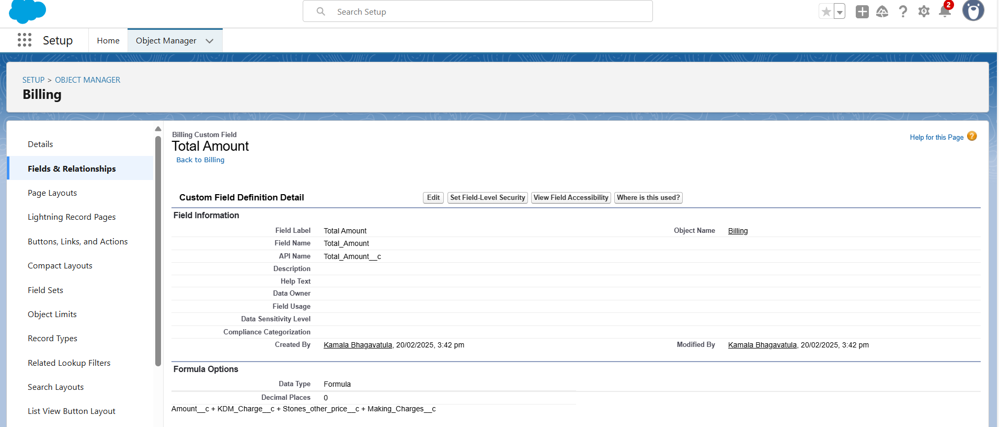 Search Setup
2
Setup
Home
Object Manager
SETUP > OBJECT MANAGER
Billing
Details
Fields & Relationships
Page Layouts
Lightning Record Pages
Buttons, Links, and Actions
Compact Layouts
Field Sets
Object Limits
Record Types
Related Lookup Filters
Search Layouts
List View Button Layout
Billing Custom Field
Total Amount
Back to Billing
Help for this Page ?
Custom Field Definition Detail
Edit Set Field-Level Security View Field Accessibility Where is this used?
Field Information
Field Label Total Amount Object Name Billing
Field Name Total_Amount
API Name Total_Amount__c
Description
Help Text
Data Owner
Field Usage
Data Sensitivity Level
Compliance Categorization
Created By Kamala Bhagavatula, 20/02/2025, 3:42 pm Modified By Kamala Bhagavatula, 20/02/2025, 3:42 pm
Formula Options
Data Type Formula
Decimal Places 0
Amount__c + KDM_Charge__c + Stones_other_price__c + Making_Charges__c